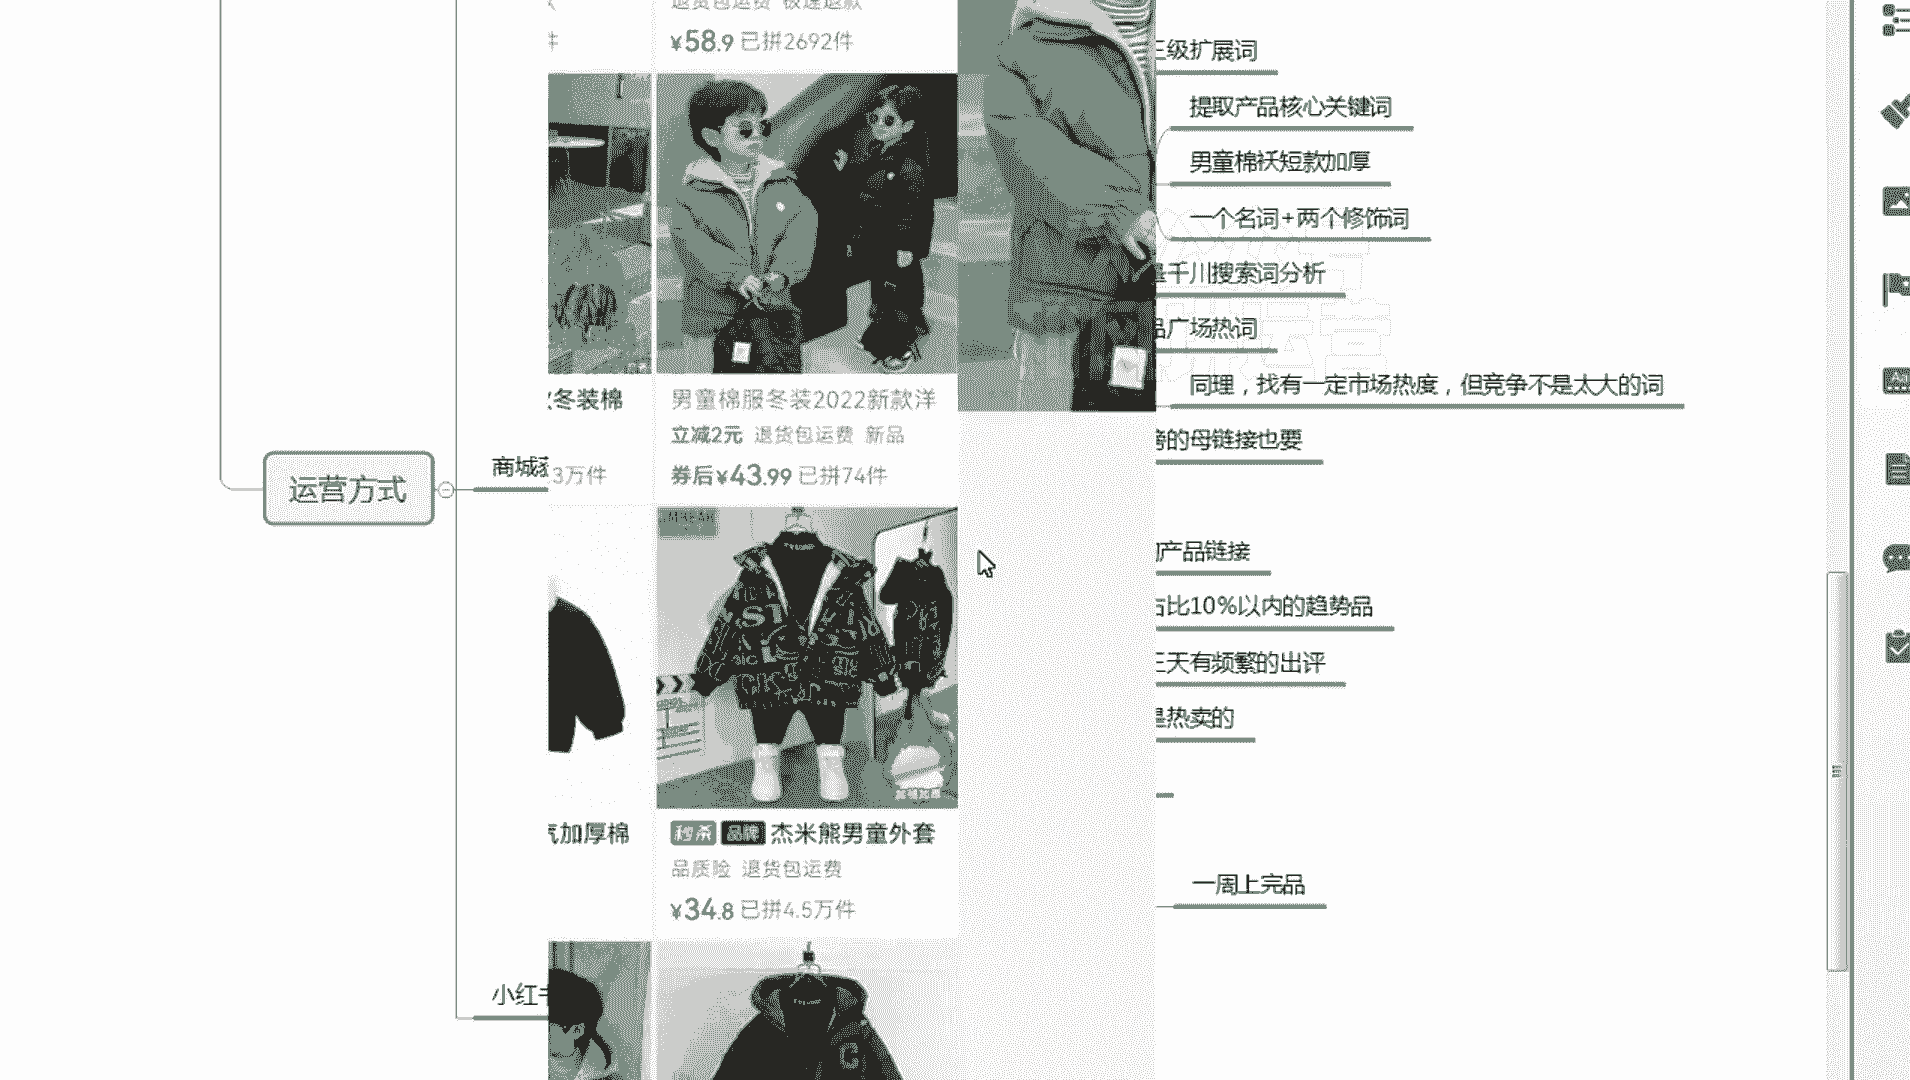 退货包运费 极速退款
件
¥58.9 已拼2692件
冬装棉
男童棉服冬装2022新款洋
立减2元 退货包运费 新品
3万件
券后¥43.99 已拼74件
加厚棉
秒杀 品牌 杰米熊男童外套
品质险 退货包运费
¥34.8 已拼4.5万件
运营方式
商城
小红书
三级扩展词
提取产品核心关键词
男童棉袄短款加厚
一个名词+两个修饰词
千川搜索词分析
品广场热词
同理，找有一定市场热度，但竞争不是太大的词
的母链接也要
产品链接
占比10%以内的趋势品
三天有频繁的出评
是热卖的
一周上完品